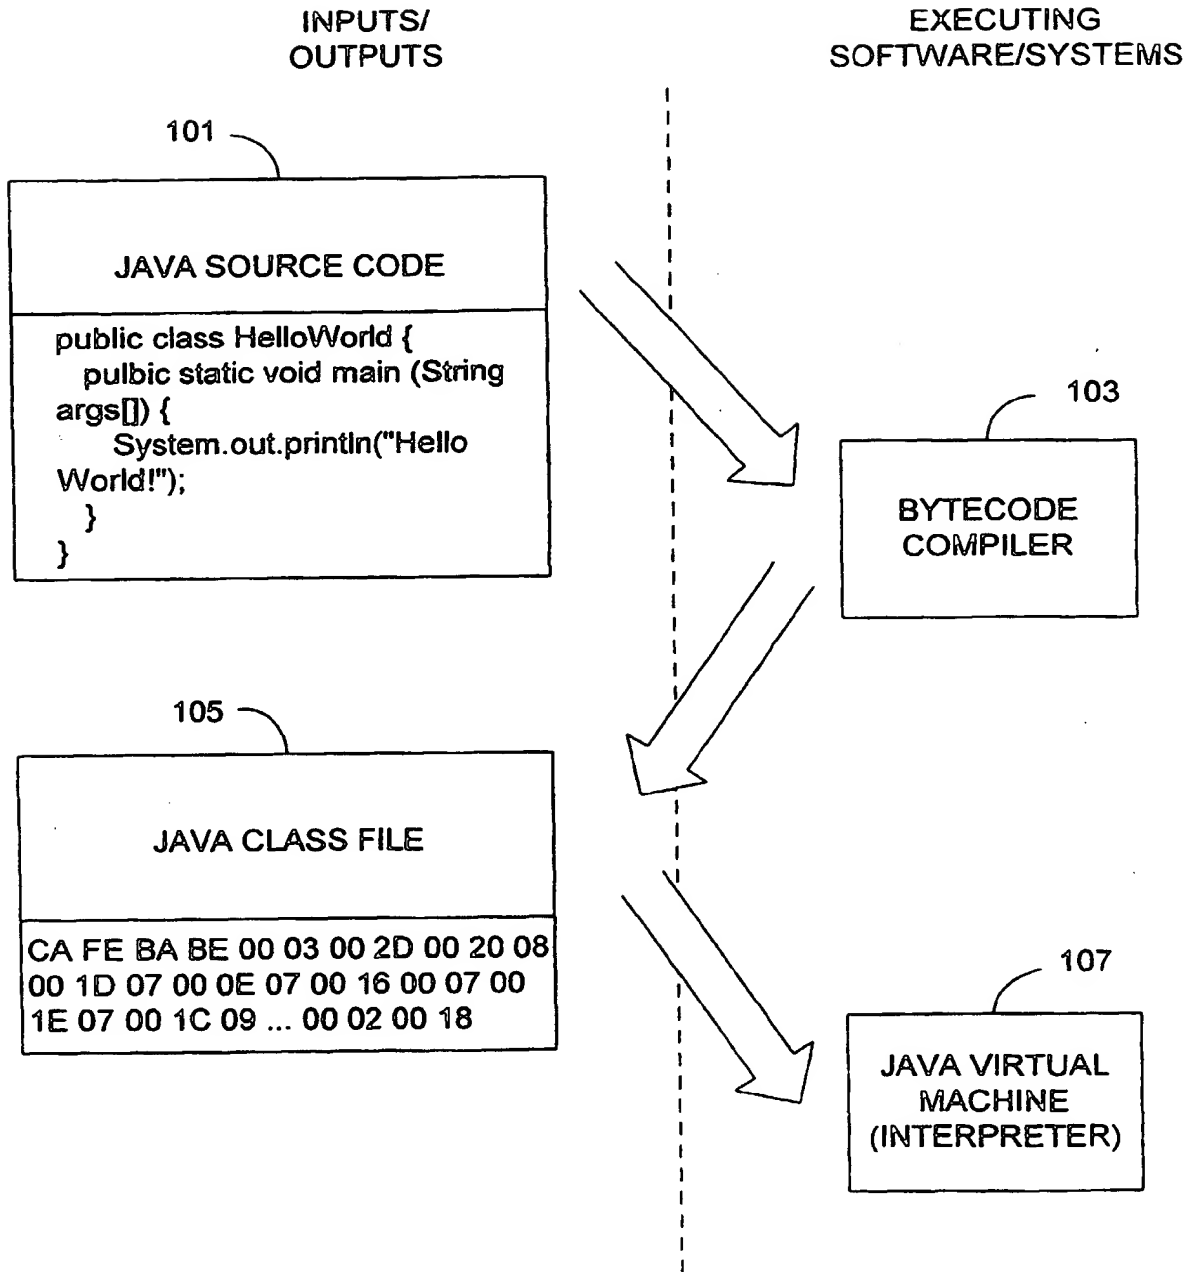 INPUTS/
OUTPUTS
EXECUTING
SOFTWARE/SYSTEMS
101
JAVA SOURCE CODE
public class HelloWorld {
pulbic static void main (String
args[]) {
System.out.println("Hello
World!");
}
}
103
BYTECODE
COMPILER
105
JAVA CLASS FILE
CA FE BA BE 00 03 00 2D 00 20 08
00 1D 07 00 0E 07 00 16 00 07 00
1E 07 00 1C 09 ... 00 02 00 18
107
JAVA VIRTUAL
MACHINE
(INTERPRETER)